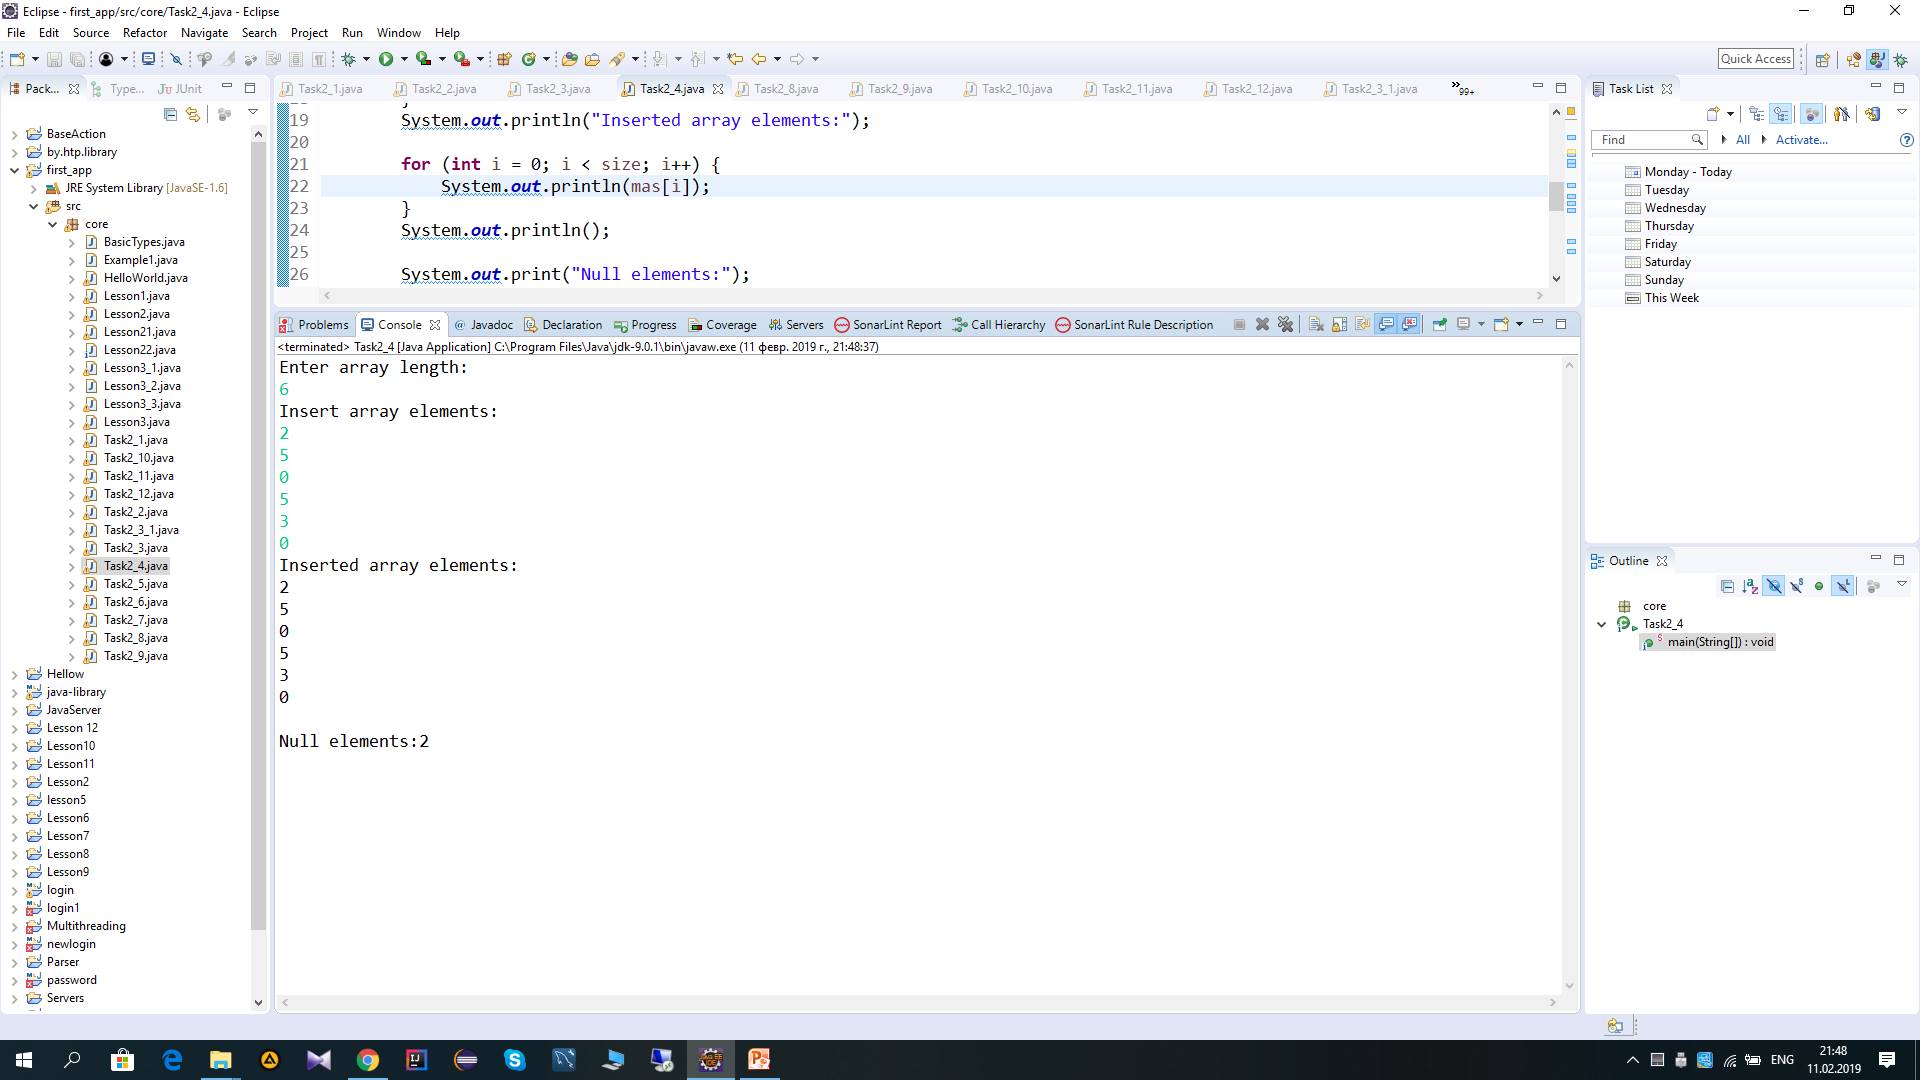 Eclipse - first_app/src/core/Task2_4.java - Eclipse
File Edit Source Refactor Navigate Search Project Run Window Help
Quick Access
Pack... Type... JUnit
BaseAction
by.htp.library
first_app
JRE System Library [JavaSE-1.6]
src
core
BasicTypes.java
Example1.java
HelloWorld.java
Lesson1.java
Lesson2.java
Lesson21.java
Lesson22.java
Lesson3_1.java
Lesson3_2.java
Lesson3_3.java
Lesson3.java
Task2_1.java
Task2_10.java
Task2_11.java
Task2_12.java
Task2_2.java
Task2_3_1.java
Task2_3.java
Task2_4.java
Task2_5.java
Task2_6.java
Task2_7.java
Task2_8.java
Task2_9.java
Hellow
java-library
JavaServer
Lesson 12
Lesson10
Lesson11
Lesson2
lesson5
Lesson6
Lesson7
Lesson8
Lesson9
login
login1
Multithreading
newlogin
Parser
password
Servers
Task2_1.java Task2_2.java Task2_3.java Task2_4.java Task2_8.java Task2_9.java Task2_10.java Task2_11.java Task2_12.java Task2_3_1.java »99+
19 System.out.println("Inserted array elements:");
20
21 for (int i = 0; i < size; i++) {
22 System.out.println(mas[i]);
23 }
24 System.out.println();
25
26 System.out.print("Null elements:");
Problems Console @ Javadoc Declaration Progress Coverage Servers SonarLint Report Call Hierarchy SonarLint Rule Description
<terminated> Task2_4 [Java Application] C:\Program Files\Java\jdk-9.0.1\bin\javaw.exe (11 февр. 2019 г., 21:48:37)
Enter array length:
6
Insert array elements:
2
5
0
5
3
0
Inserted array elements:
2
5
0
5
3
0
Null elements:2
Task List
Find All Activate...
Monday - Today
Tuesday
Wednesday
Thursday
Friday
Saturday
Sunday
This Week
Outline
core
Task2_4
main(String[]) : void
ENG
21:48
11.02.2019